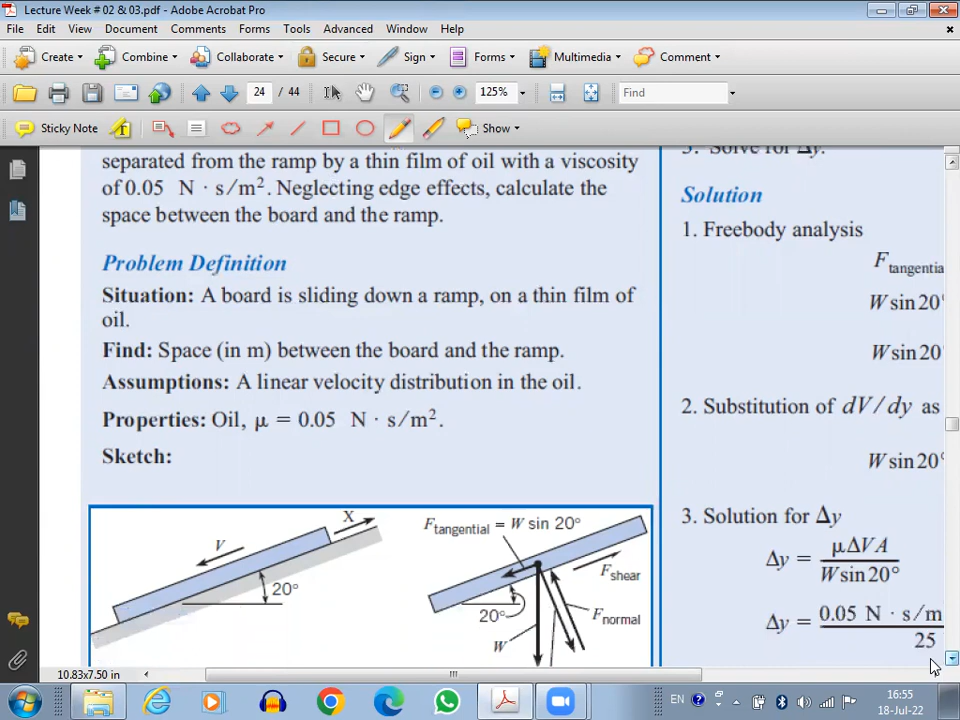 Lecture Week # 02 & 03.pdf - Adobe Acrobat Pro
File Edit View Document Comments Forms Tools Advanced Window Help
Create Combine Collaborate Secure Sign Forms Multimedia Comment
24 / 44 125% Find
Sticky Note Show
separated from the ramp by a thin film of oil with a viscosity
of 0.05 N · s/m². Neglecting edge effects, calculate the
space between the board and the ramp.
Problem Definition
Situation: A board is sliding down a ramp, on a thin film of
oil.
Find: Space (in m) between the board and the ramp.
Assumptions: A linear velocity distribution in the oil.
Properties: Oil, μ = 0.05 N · s/m².
Sketch:
X
V
20°
F tangential = W sin 20°
F shear
20°
F normal
W
3. Solve for Δy.
Solution
1. Freebody analysis
F tangentia
W sin 20°
W sin 20
2. Substitution of dV/dy as
W sin 20°
3. Solution for Δy
Δy = μΔVA
W sin 20°
Δy = 0.05 N · s/m
25
10.83x7.50 in
EN 16:55
18-Jul-22